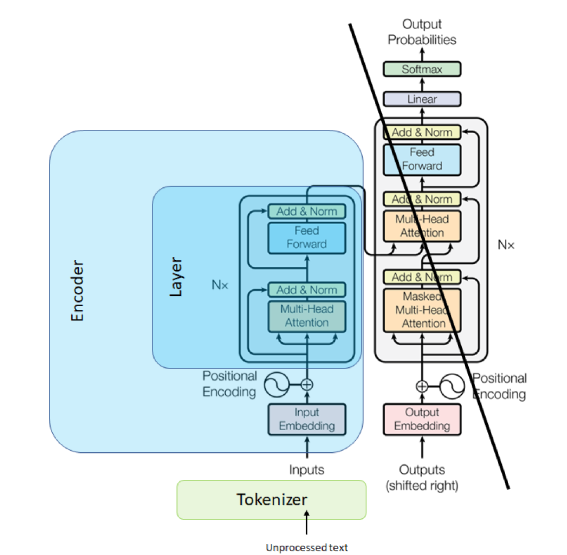 Output
Probabilities
Softmax
Linear
Add & Norm
Feed
Forward
Add & Norm
Multi-Head
Attention
Add & Norm
Masked
Multi-Head
Attention
Nx
Positional
Encoding
Output
Embedding
Outputs
(shifted right)
Encoder
Layer
Nx
Add & Norm
Feed
Forward
Add & Norm
Multi-Head
Attention
Positional
Encoding
Input
Embedding
Inputs
Tokenizer
Unprocessed text